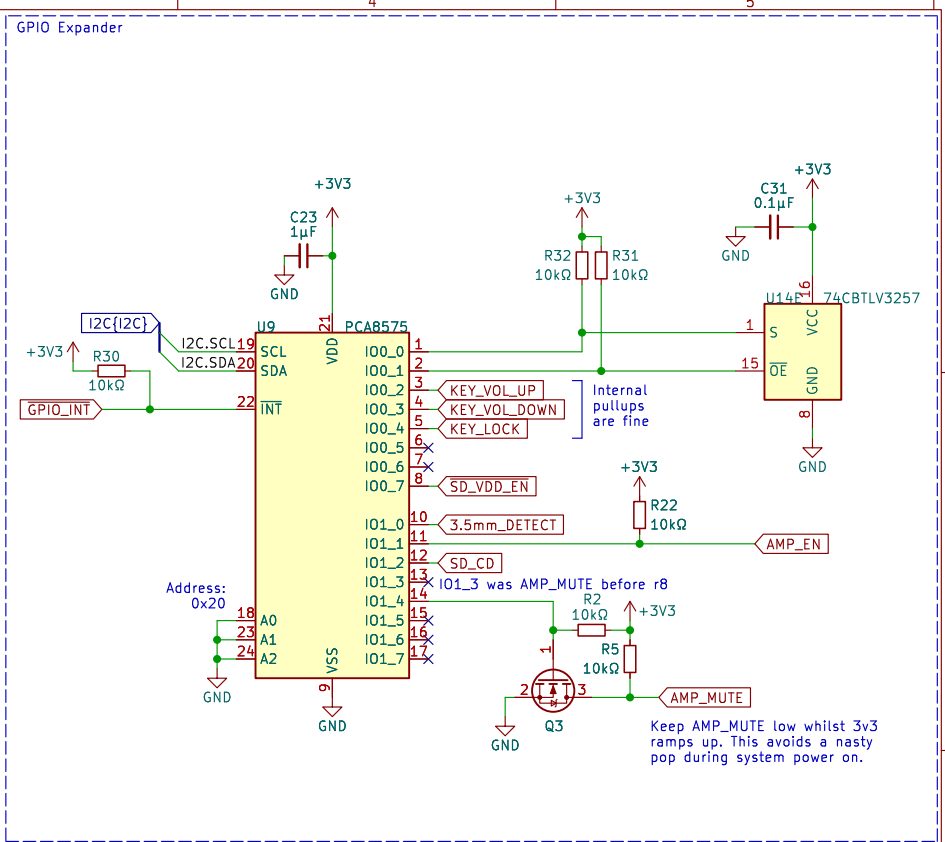 4
5
GPIO Expander
+3V3
C23
1µF
GND
+3V3
R32
10kΩ
R31
10kΩ
+3V3
C31
0.1µF
GND
U14E
74CBTLV3257
16
VCC
1
S
15
OE
GND
8
GND
I2C{I2C}
I2C.SCL
I2C.SDA
+3V3
R30
10kΩ
GPIO_INT
U9
PCA8575
21
VDD
19
SCL
20
SDA
22
INT
IO0_0
1
IO0_1
2
IO0_2
3
KEY_VOL_UP
IO0_3
4
KEY_VOL_DOWN
IO0_4
5
KEY_LOCK
Internal
pullups
are fine
IO0_5
6
IO0_6
7
IO0_7
8
SD_VDD_EN
IO1_0
10
3.5mm_DETECT
IO1_1
11
+3V3
R22
10kΩ
AMP_EN
IO1_2
12
SD_CD
IO1_3
13
IO1_3 was AMP_MUTE before r8
IO1_4
14
IO1_5
15
IO1_6
16
IO1_7
17
Address:
0x20
18
A0
23
A1
24
A2
GND
VSS
9
GND
R2
10kΩ
+3V3
R5
10kΩ
1
2
3
Q3
GND
AMP_MUTE
Keep AMP_MUTE low whilst 3v3
ramps up. This avoids a nasty
pop during system power on.